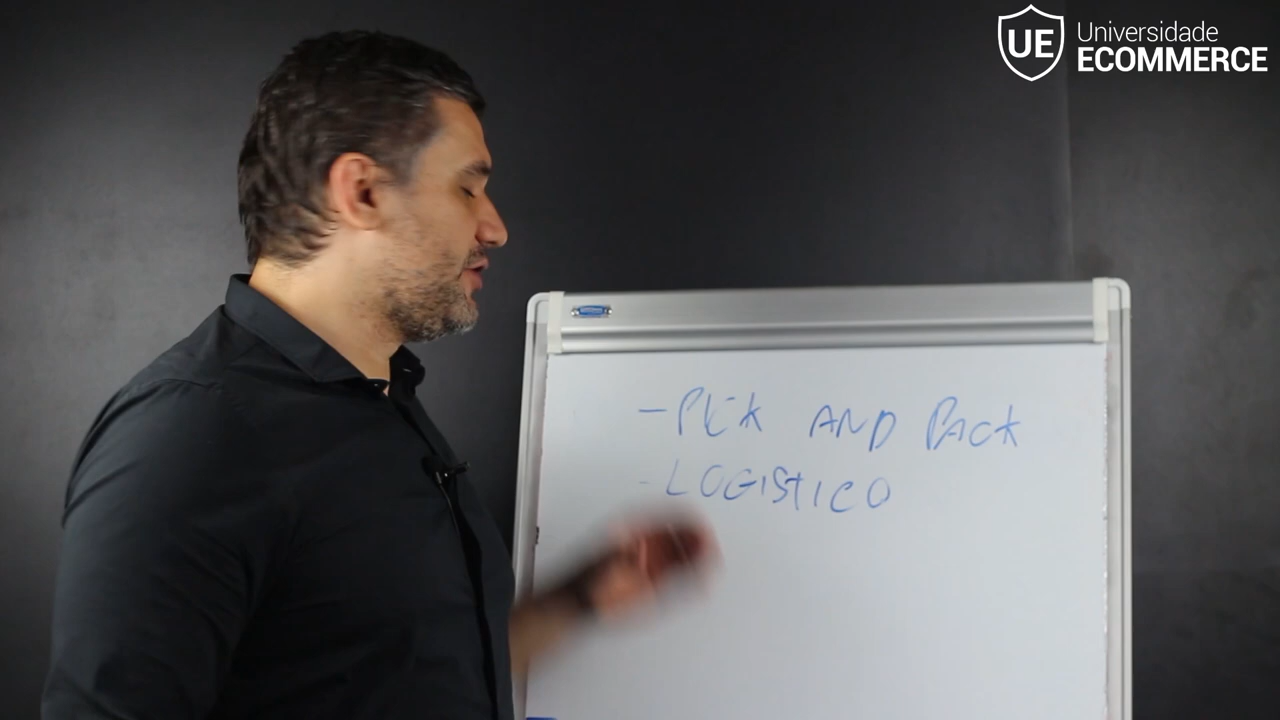 UE
Universidade
ECOMMERCE
- PICK AND PACK
- LOGISTICO